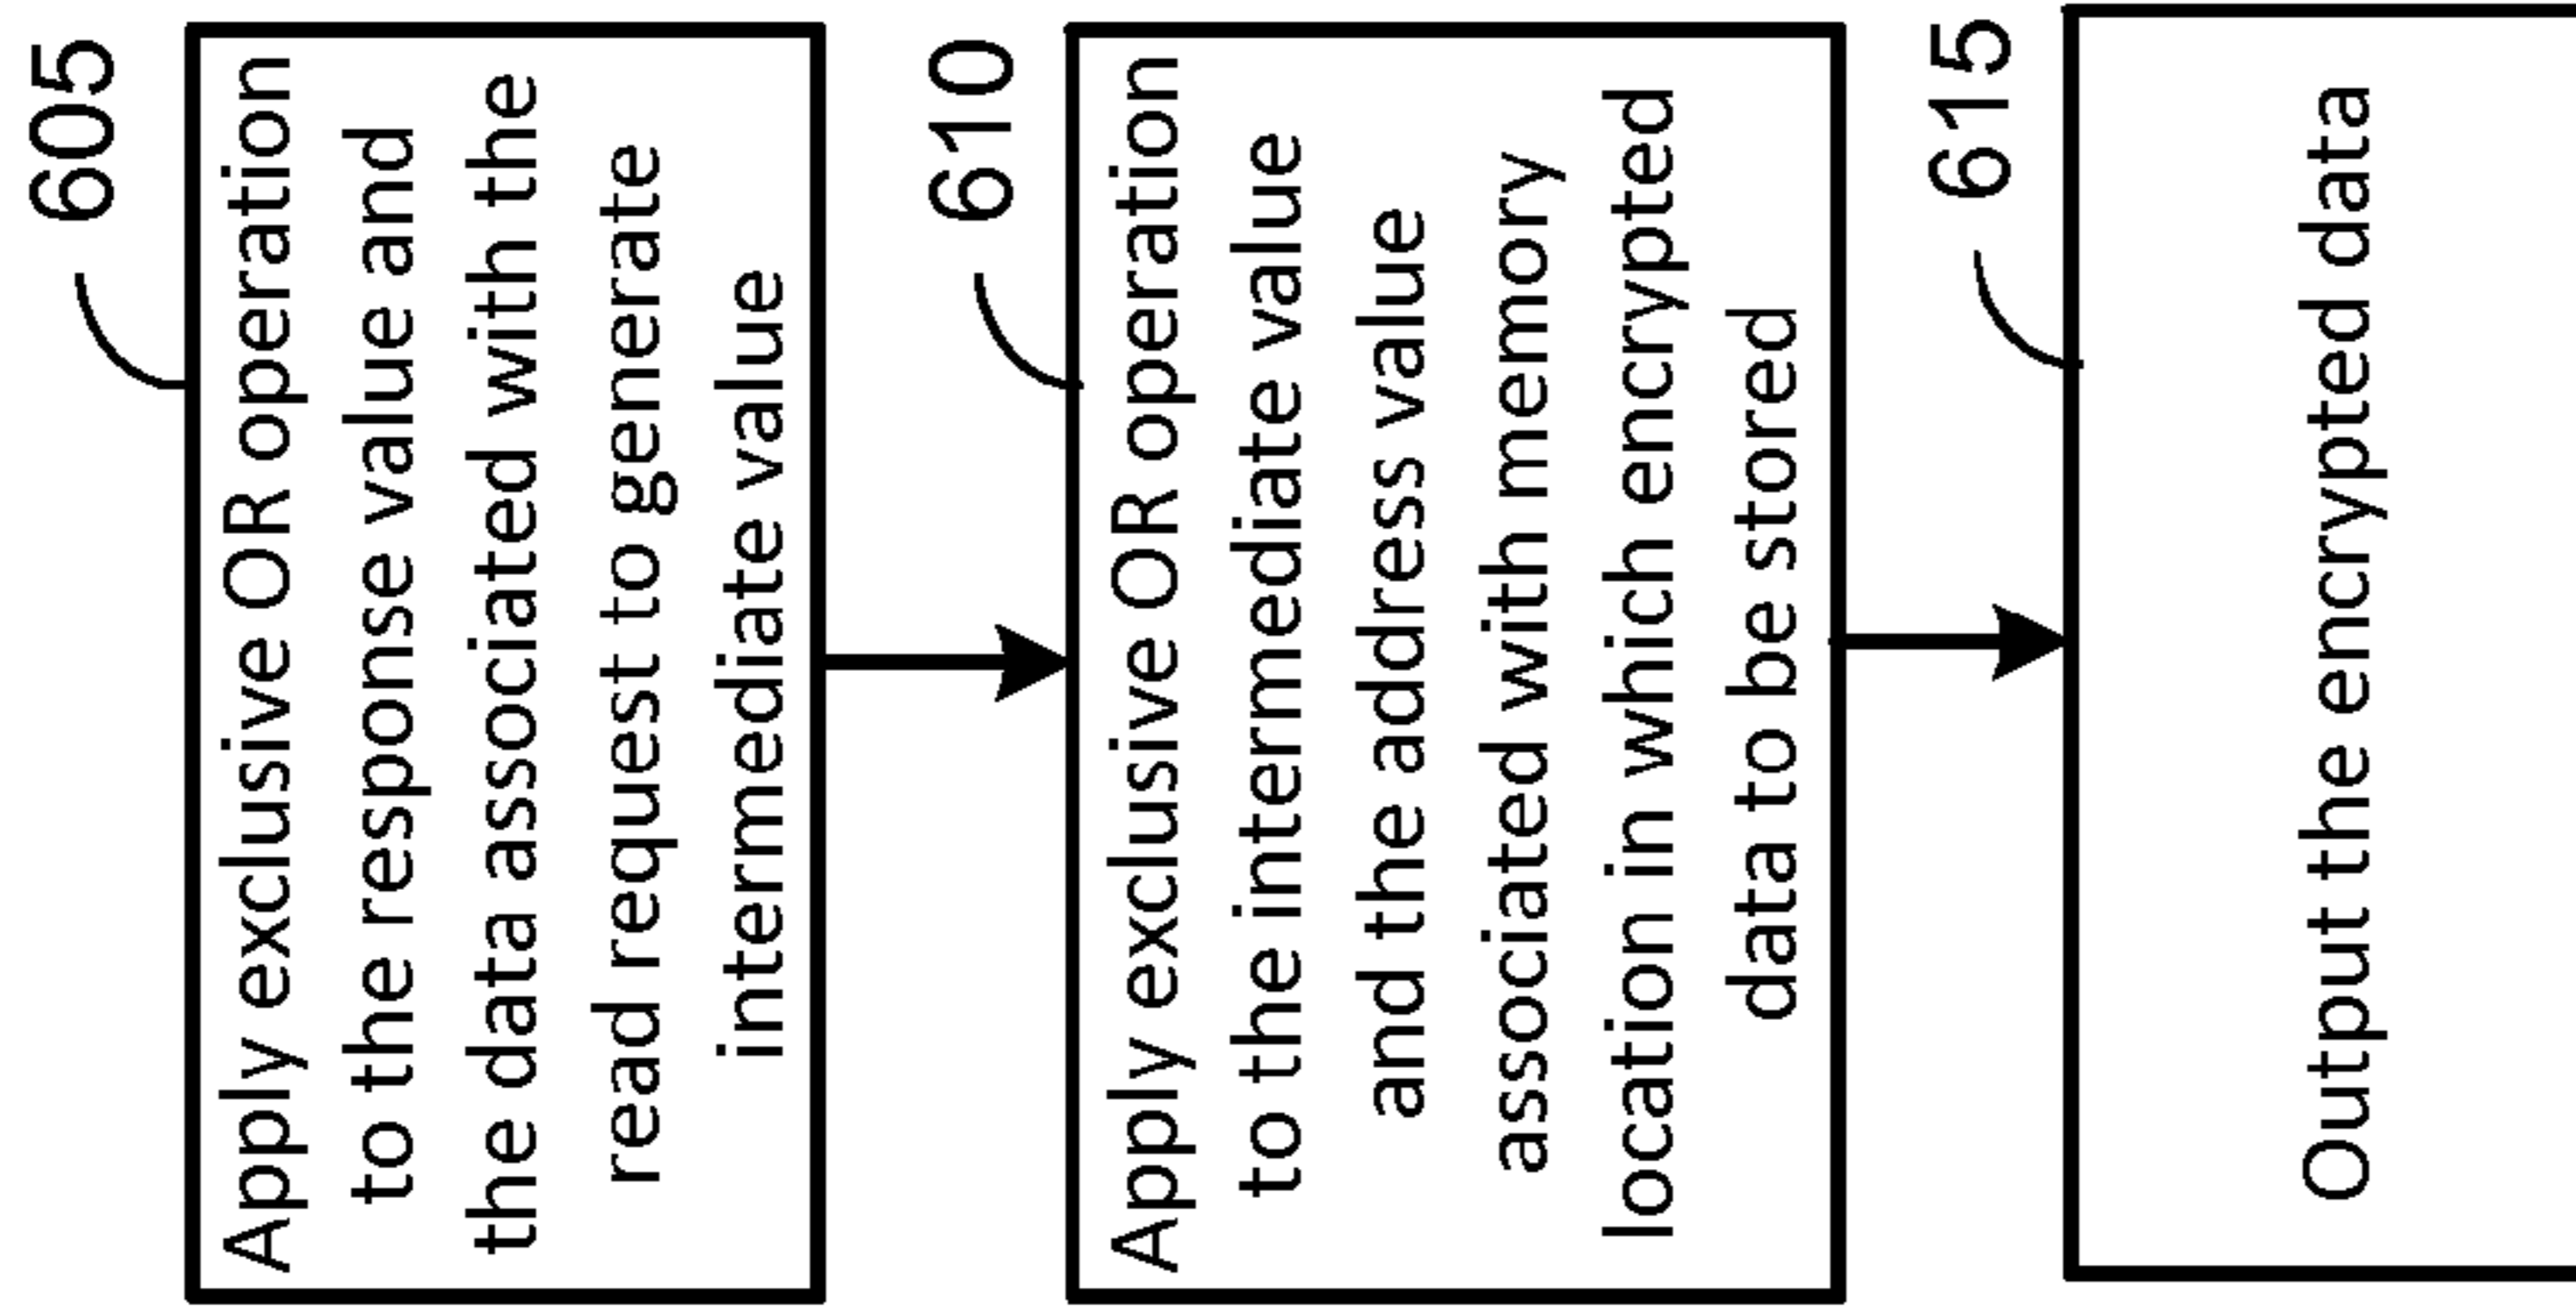 605
Apply exclusive OR operation
to the response value and
the data associated with the
read request to generate
intermediate value
610
Apply exclusive OR operation
to the intermediate value
and the address value
associated with memory
location in which encrypted
data to be stored
615
Output the encrypted data